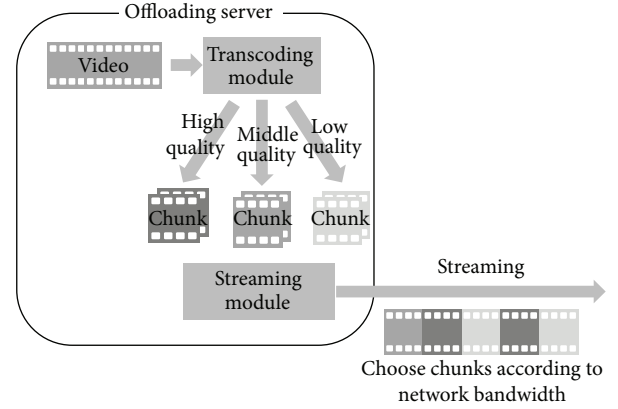 Offloading server
Video
Transcoding
module
High
quality
Middle
quality
Low
quality
Chunk
Chunk
Chunk
Streaming
module
Streaming
Choose chunks according to
network bandwidth